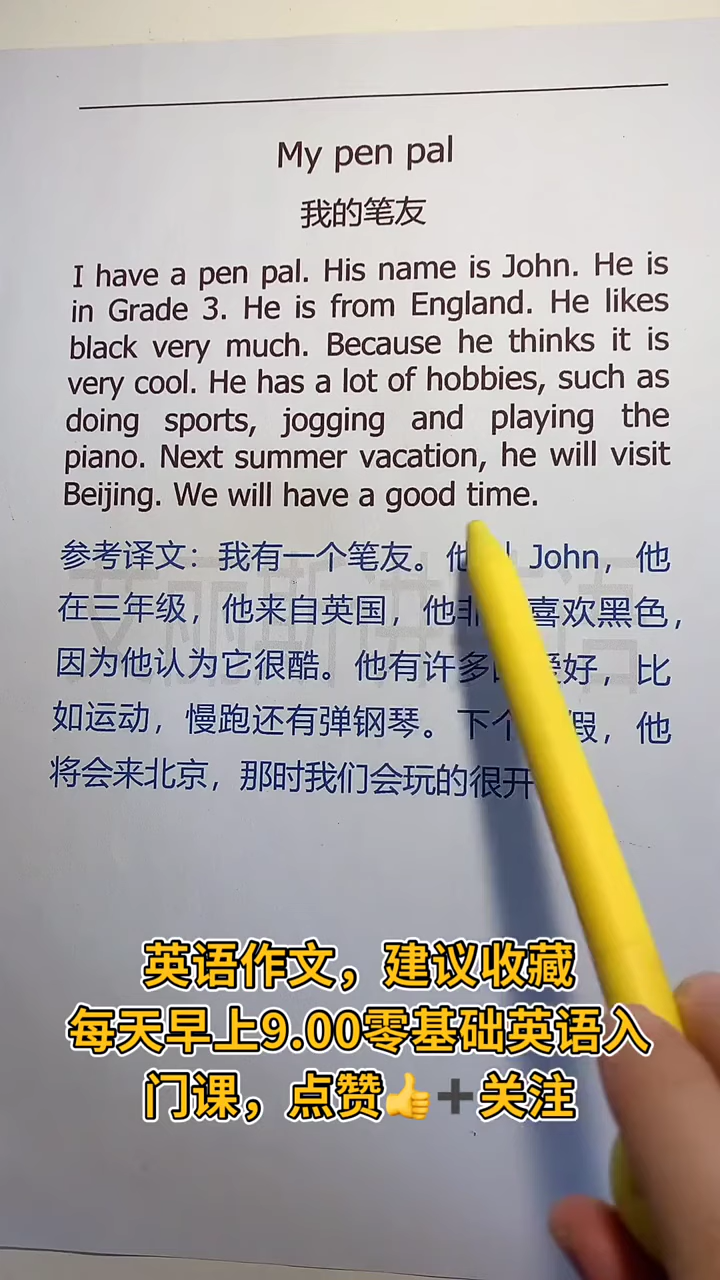 My pen pal
我的笔友
I have a pen pal. His name is John. He is
in Grade 3. He is from England. He likes
black very much. Because he thinks it is
very cool. He has a lot of hobbies, such as
doing sports, jogging and playing the
piano. Next summer vacation, he will visit
Beijing. We will have a good time.
参考译文：我有一个笔友。他 John，他
在三年级，他来自英国，他非 喜欢黑色，
因为他认为它很酷。他有许多 爱好，比
如运动，慢跑还有弹钢琴。下个 假，他
将会来北京，那时我们会玩的很开
英语作文，建议收藏
每天早上9.00零基础英语入
门课，点赞👍➕关注